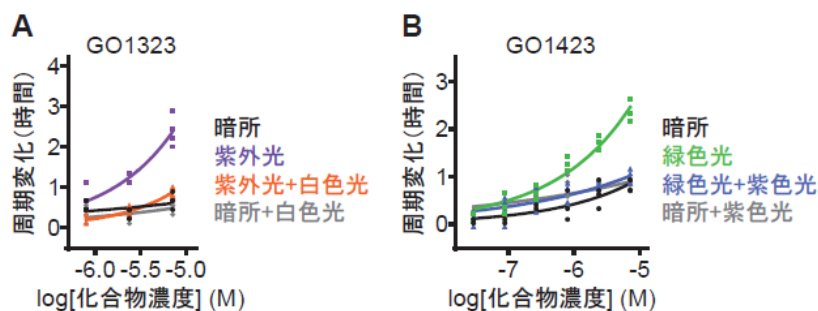 A
GO1323
周期変化(時間)
4
3
2
1
0
-6.0 -5.5 -5.0
log[化合物濃度] (M)
暗所
紫外光
紫外光+白色光
暗所+白色光
B
GO1423
周期変化(時間)
3
2
1
0
-7 -6 -5
log[化合物濃度] (M)
暗所
緑色光
緑色光+紫色光
暗所+紫色光